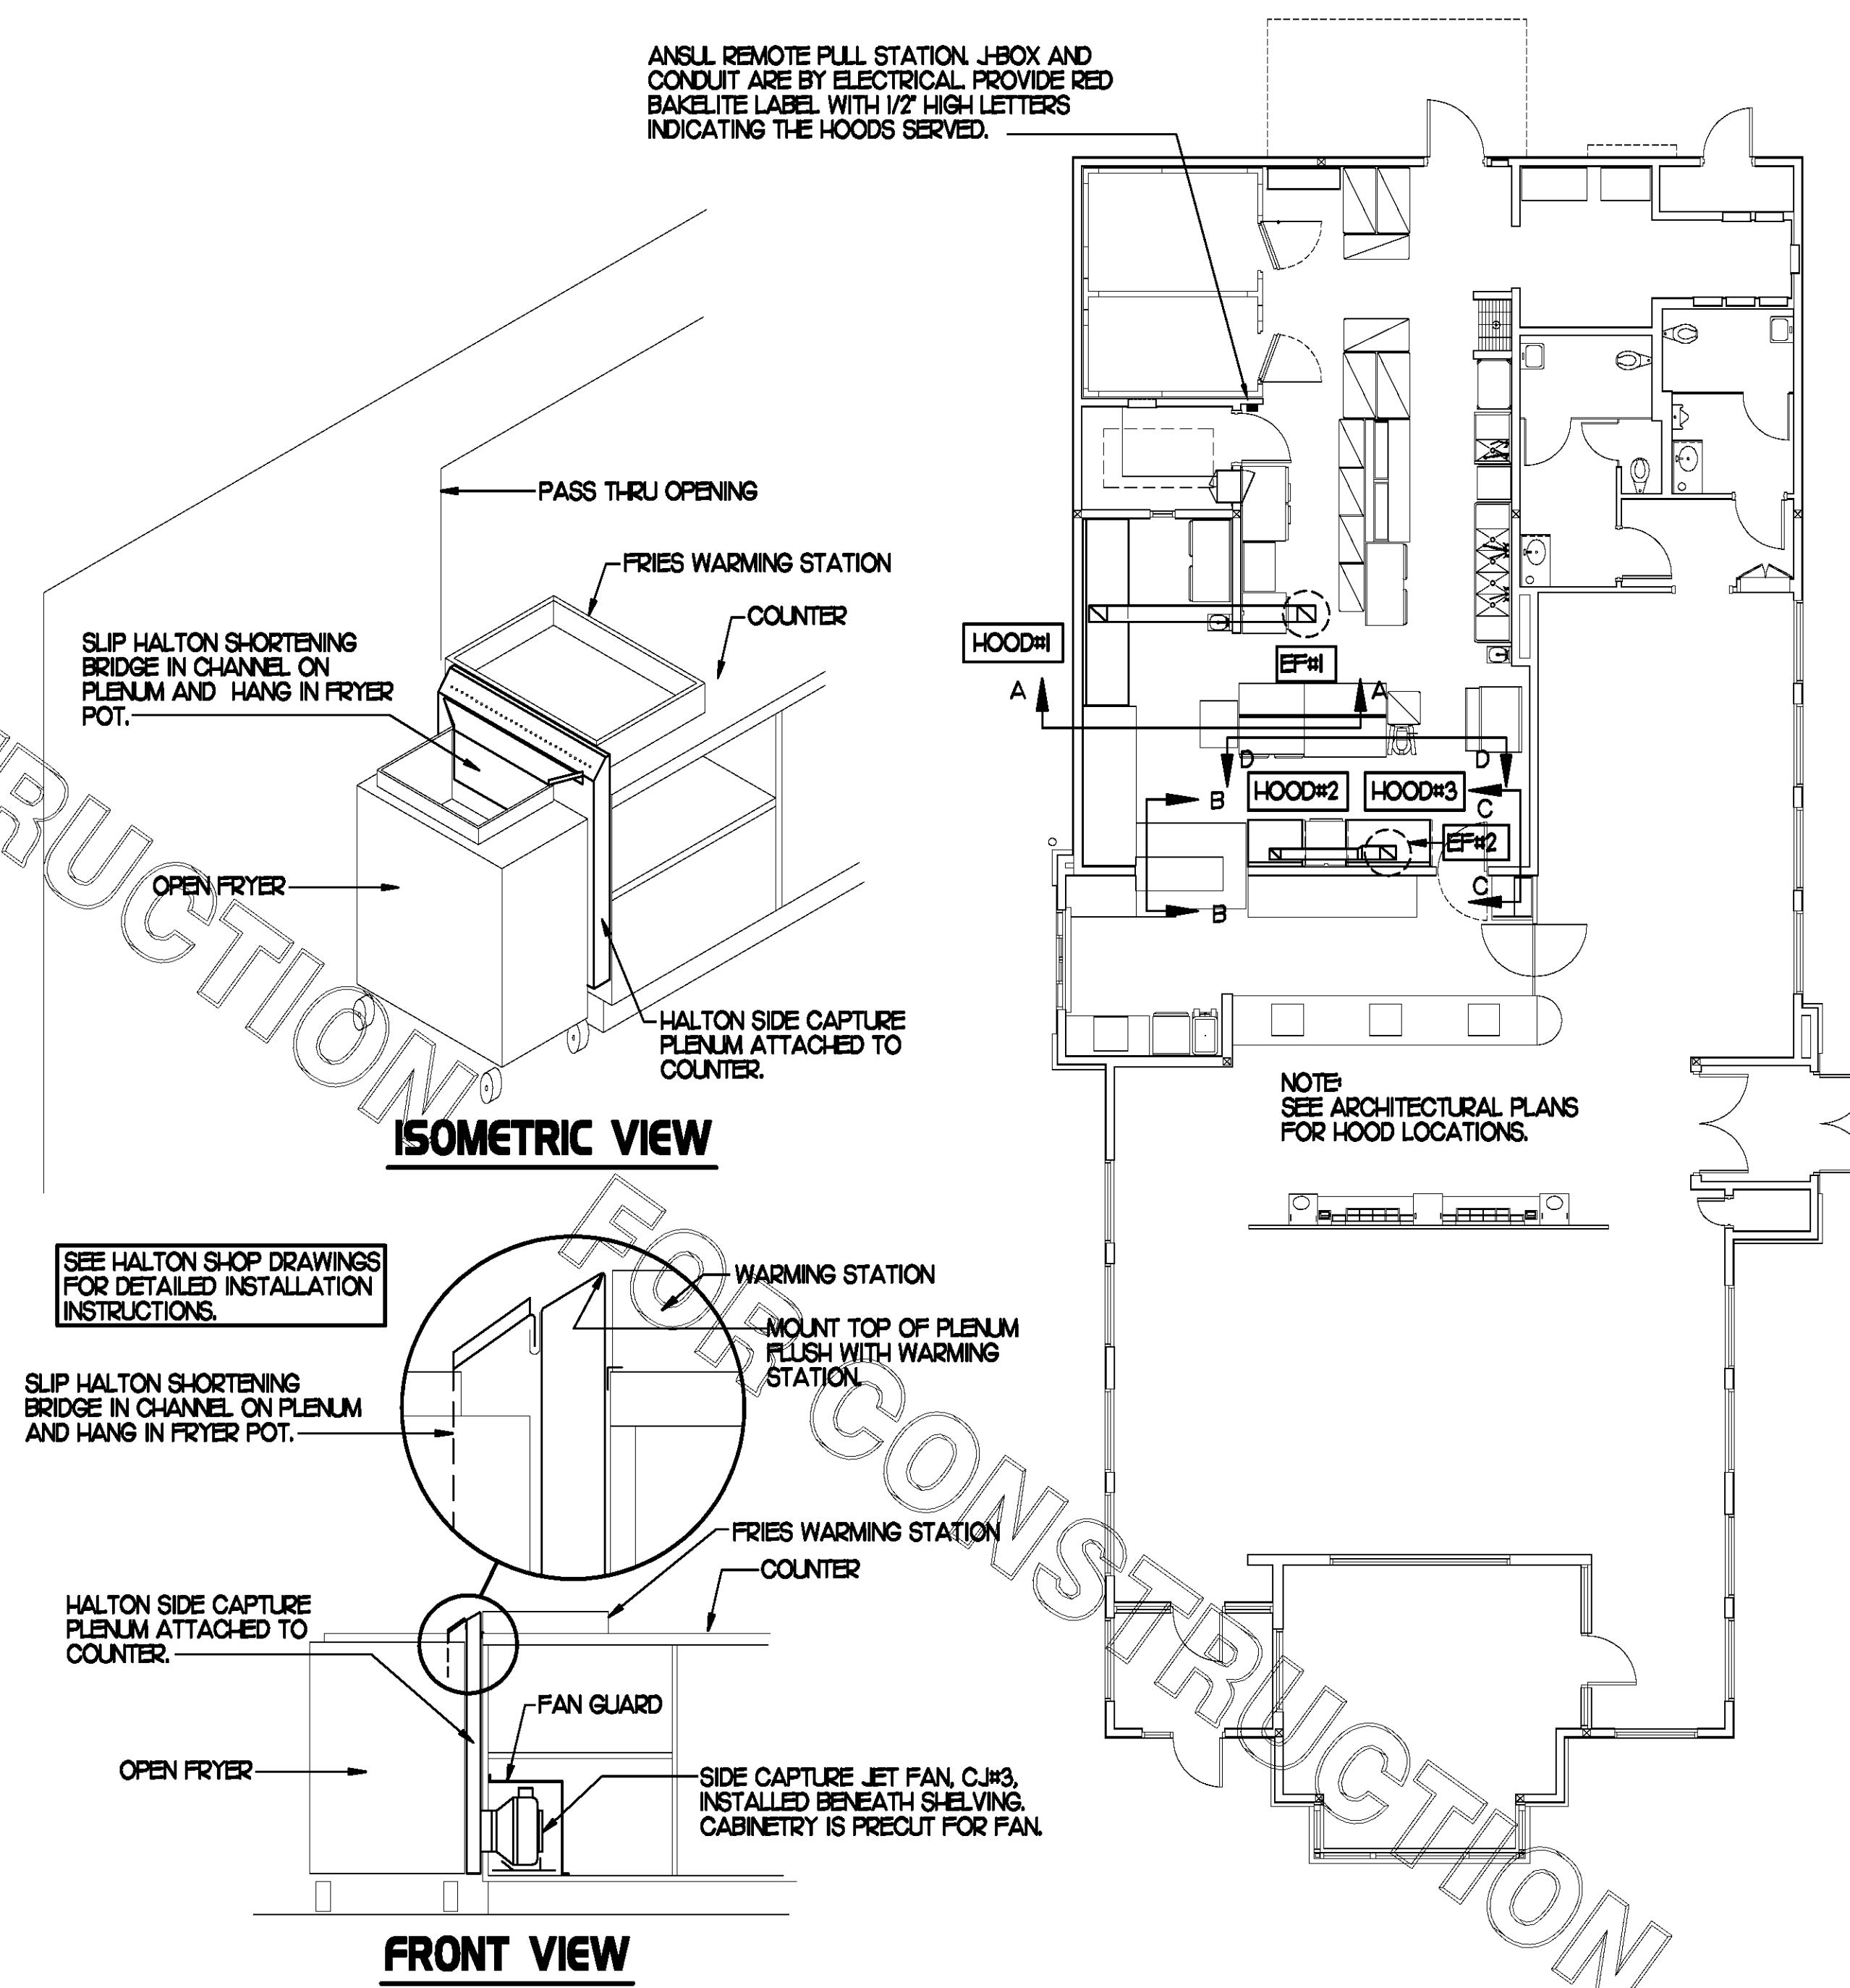 ANSUL REMOTE PULL STATION. J-BOX AND
CONDUIT ARE BY ELECTRICAL. PROVIDE RED
BAKELITE LABEL WITH 1/2" HIGH LETTERS
INDICATING THE HOODS SERVED.
PASS THRU OPENING
FRIES WARMING STATION
COUNTER
SLIP HALTON SHORTENING
BRIDGE IN CHANNEL ON
PLENUM AND HANG IN FRYER
POT.
OPEN FRYER
HALTON SIDE CAPTURE
PLENUM ATTACHED TO
COUNTER.
ISOMETRIC VIEW
SEE HALTON SHOP DRAWINGS
FOR DETAILED INSTALLATION
INSTRUCTIONS.
WARMING STATION
MOUNT TOP OF PLENUM
FLUSH WITH WARMING
STATION.
SLIP HALTON SHORTENING
BRIDGE IN CHANNEL ON PLENUM
AND HANG IN FRYER POT.
FRIES WARMING STATION
COUNTER
HALTON SIDE CAPTURE
PLENUM ATTACHED TO
COUNTER.
FAN GUARD
OPEN FRYER
SIDE CAPTURE JET FAN, CJ#3,
INSTALLED BENEATH SHELVING.
CABINETRY IS PRECUT FOR FAN.
FRONT VIEW
HOOD#1
EF#1
A
A
D
D
HOOD#2
HOOD#3
B
C
EF#2
C
B
NOTE:
SEE ARCHITECTURAL PLANS
FOR HOOD LOCATIONS.
RUCTION
FOR CONSTRUCTION